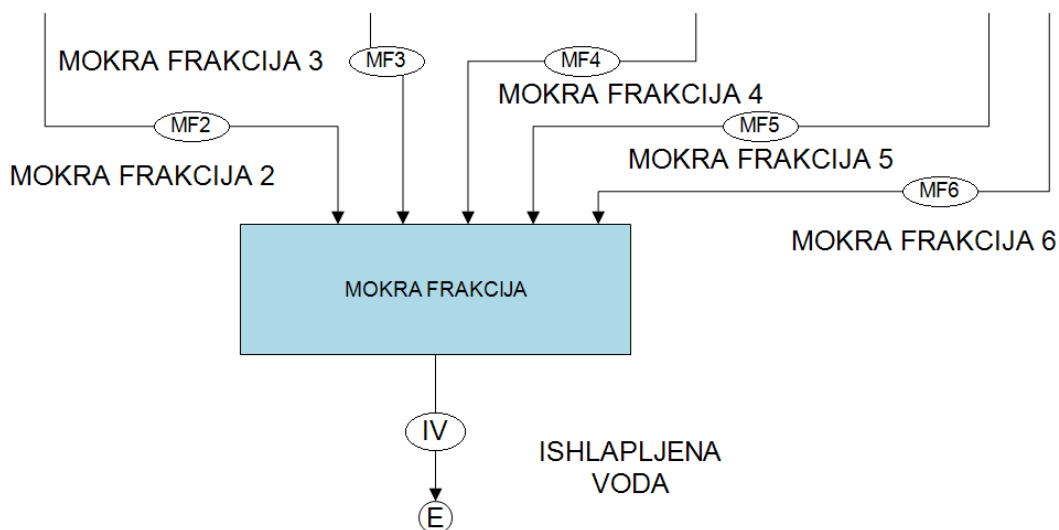 MOKRA FRAKCIJA 3
MF3
MF4
MOKRA FRAKCIJA 4
MF2
MF5
MOKRA FRAKCIJA 2
MOKRA FRAKCIJA 5
MF6
MOKRA FRAKCIJA 6
MOKRA FRAKCIJA
IV
ISHLAPLJENA
VODA
E